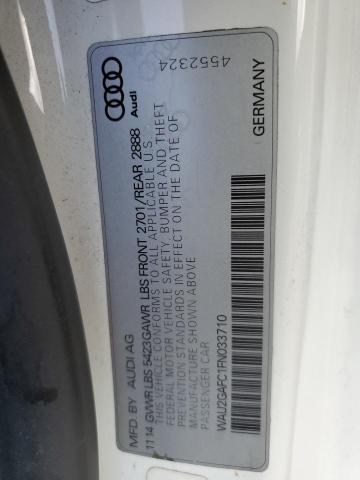 Audi
MFD. BY AUDI AG
11 14 GVWR LBS 5423 GAWR LBS FRONT 2701/REAR 2888
THIS VEHICLE CONFORMS TO ALL APPLICABLE U S
FEDERAL MOTOR VEHICLE SAFETY, BUMPER AND THEFT
PREVENTION STANDARDS IN EFFECT ON THE DATE OF
MANUFACTURE SHOWN ABOVE
PASSENGER CAR
4552324
WAU2GAFC1FN033710
GERMANY